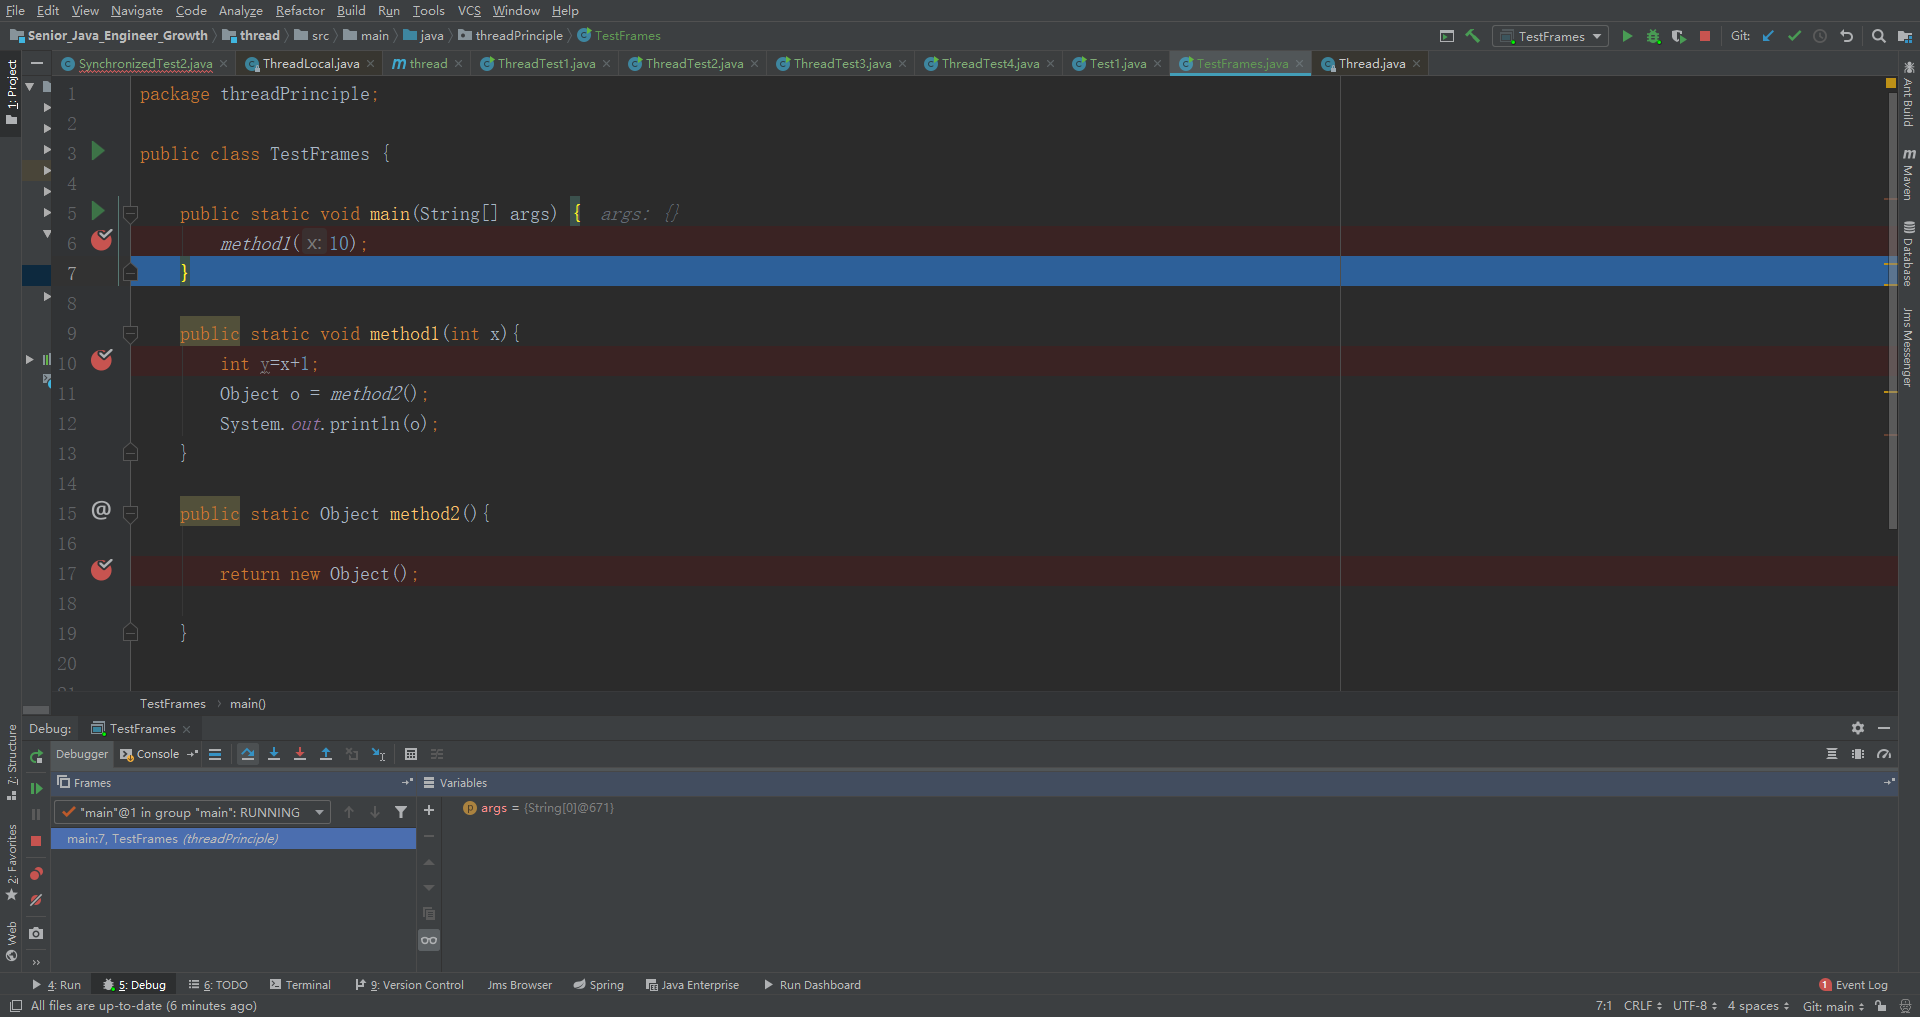 File Edit View Navigate Code Analyze Refactor Build Run Tools VCS Window Help
Senior_Java_Engineer_Growth thread src main java threadPrinciple TestFrames
TestFrames Git:
SynchronizedTest2.java ThreadLocal.java m thread ThreadTest1.java ThreadTest2.java ThreadTest3.java ThreadTest4.java Test1.java TestFrames.java Thread.java
1: Project
1 package threadPrinciple;
2
3 public class TestFrames {
4
5 public static void main(String[] args) { args: {}
6 method1( x: 10);
7 }
8
9 public static void method1(int x){
10 int y=x+1;
11 Object o = method2();
12 System.out.println(o);
13 }
14
15 @ public static Object method2(){
16
17 return new Object();
18
19 }
20
21
Ant Build
m Maven
Database
Jms Messenger
TestFrames main()
Debug: TestFrames
Debugger Console
Frames
Variables
"main"@1 in group "main": RUNNING
main:7, TestFrames (threadPrinciple)
p args = {String[0]@671}
7: Structure
2: Favorites
Web
4: Run 5: Debug 6: TODO Terminal 9: Version Control Jms Browser Spring Java Enterprise Run Dashboard 1 Event Log
All files are up-to-date (6 minutes ago) 7:1 CRLF UTF-8 4 spaces Git: main